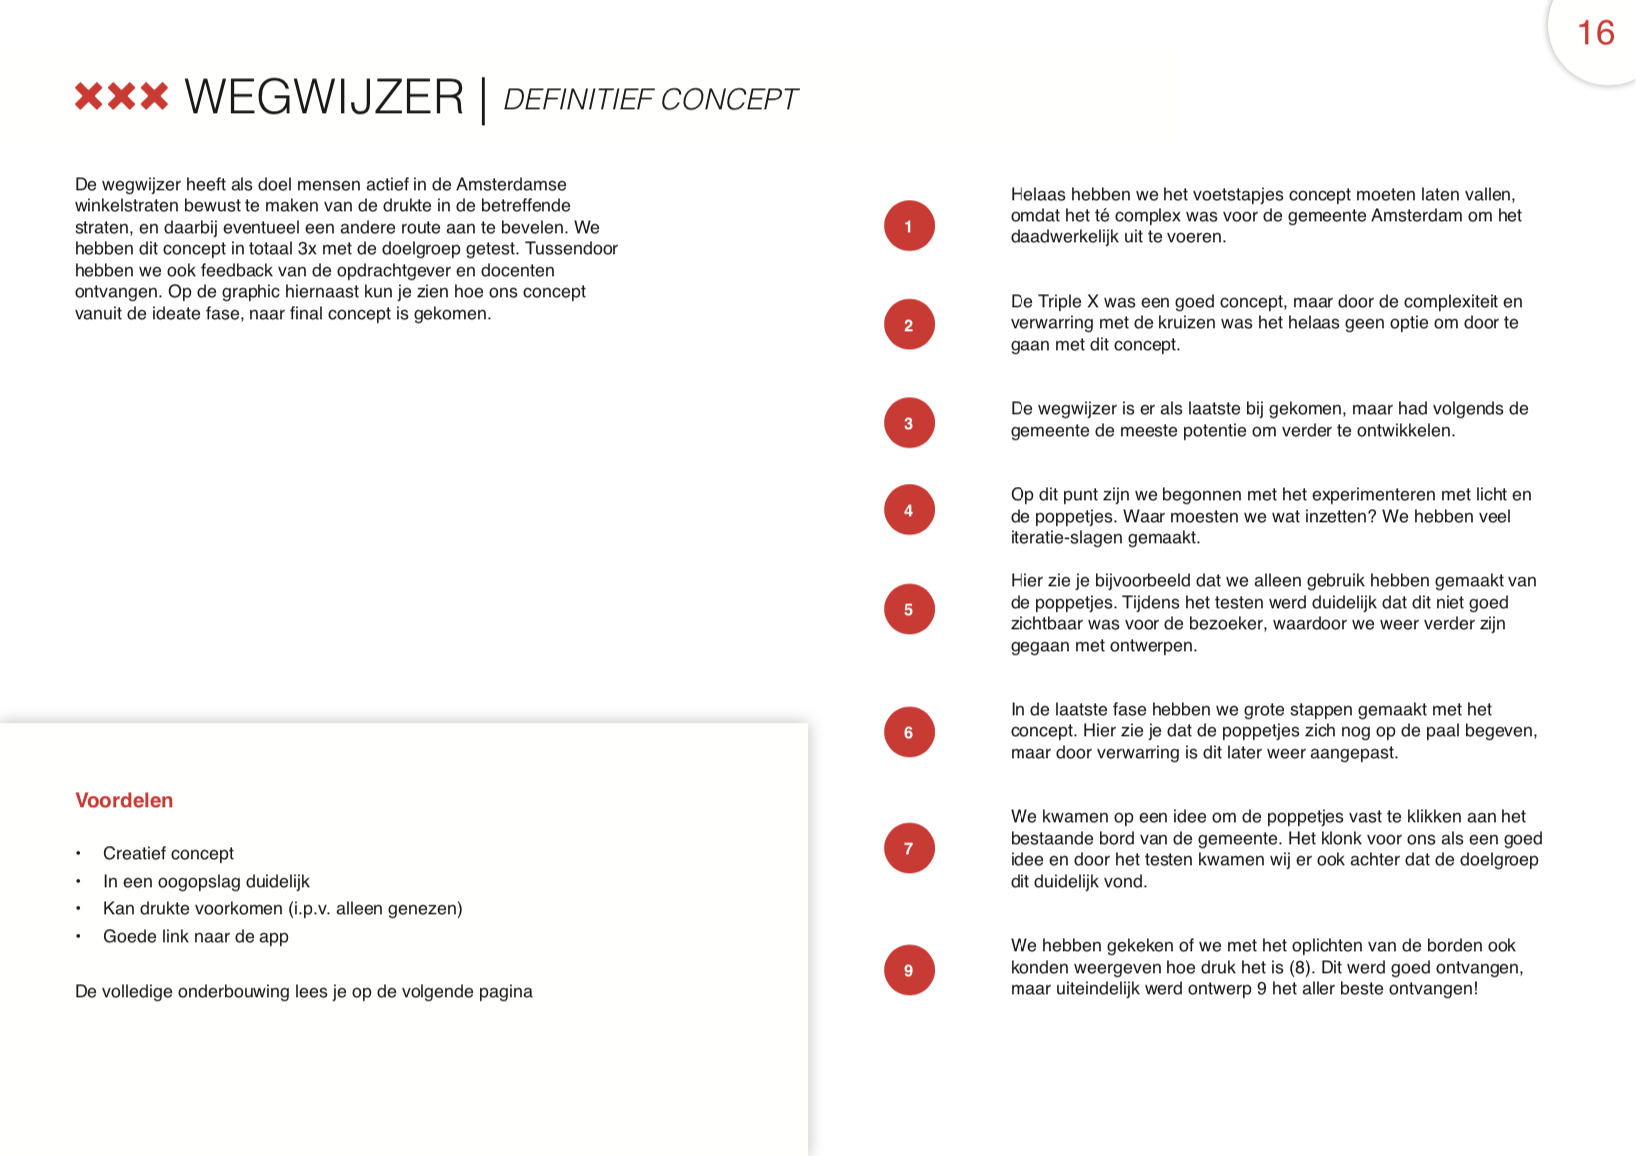 16
WEGWIJZER | DEFINITIEF CONCEPT
De wegwijzer heeft als doel mensen actief in de Amsterdamse
winkelstraten bewust te maken van de drukte in de betreffende
straten, en daarbij eventueel een andere route aan te bevelen. We
hebben dit concept in totaal 3x met de doelgroep getest. Tussendoor
hebben we ook feedback van de opdrachtgever en docenten
ontvangen. Op de graphic hiernaast kun je zien hoe ons concept
vanuit de ideate fase, naar final concept is gekomen.
Voordelen
• Creatief concept
• In een oogopslag duidelijk
• Kan drukte voorkomen (i.p.v. alleen genezen)
• Goede link naar de app
De volledige onderbouwing lees je op de volgende pagina
1
Helaas hebben we het voetstapjes concept moeten laten vallen,
omdat het té complex was voor de gemeente Amsterdam om het
daadwerkelijk uit te voeren.
2
De Triple X was een goed concept, maar door de complexiteit en
verwarring met de kruizen was het helaas geen optie om door te
gaan met dit concept.
3
De wegwijzer is er als laatste bij gekomen, maar had volgends de
gemeente de meeste potentie om verder te ontwikkelen.
4
Op dit punt zijn we begonnen met het experimenteren met licht en
de poppetjes. Waar moesten we wat inzetten? We hebben veel
iteratie-slagen gemaakt.
5
Hier zie je bijvoorbeeld dat we alleen gebruik hebben gemaakt van
de poppetjes. Tijdens het testen werd duidelijk dat dit niet goed
zichtbaar was voor de bezoeker, waardoor we weer verder zijn
gegaan met ontwerpen.
6
In de laatste fase hebben we grote stappen gemaakt met het
concept. Hier zie je dat de poppetjes zich nog op de paal begeven,
maar door verwarring is dit later weer aangepast.
7
We kwamen op een idee om de poppetjes vast te klikken aan het
bestaande bord van de gemeente. Het klonk voor ons als een goed
idee en door het testen kwamen wij er ook achter dat de doelgroep
dit duidelijk vond.
9
We hebben gekeken of we met het oplichten van de borden ook
konden weergeven hoe druk het is (8). Dit werd goed ontvangen,
maar uiteindelijk werd ontwerp 9 het aller beste ontvangen!